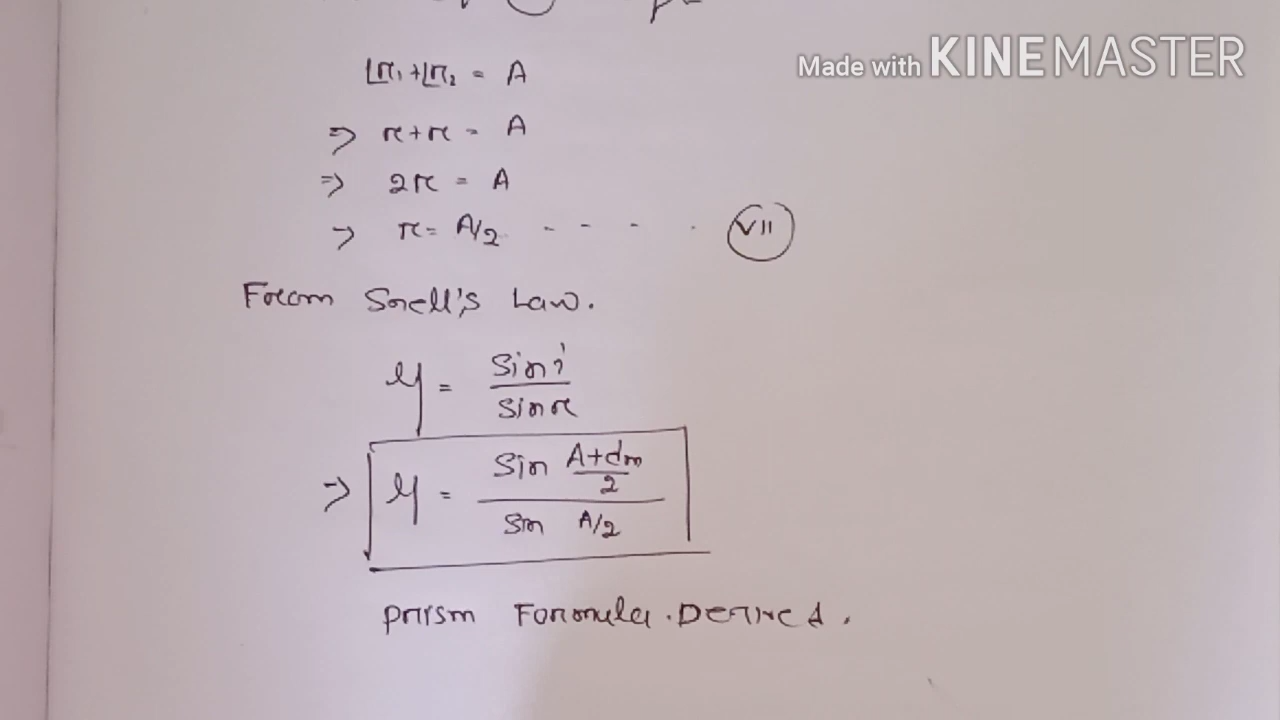 Made with KINEMASTER
∟r₁ + ∟r₂ = A
⇒ r + r = A
⇒ 2r = A
⇒ r = A/2 - - - . VII
From Snell's Law.
μ = sin i / sin r
⇒ μ = sin (A+dm)/2 / sin A/2
Prism Formula. Derived.